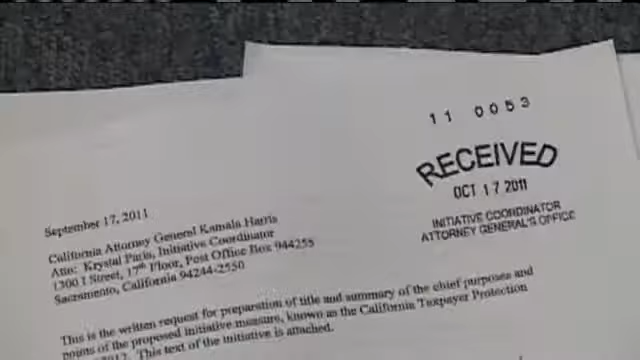 11 0053
RECEIVED
OCT 17 2011
INITIATIVE COORDINATOR
ATTORNEY GENERAL'S OFFICE
September 17, 2011
California Attorney General Kamala Harris
Attn: Krystal Paris, Initiative Coordinator
1300 I Street, 17th Floor, Post Office Box 944255
Sacramento, California 94244-2550
This is the written request for preparation of title and summary of the chief purposes and
points of the proposed initiative measure, known as the California Taxpayer Protection
2012. This text of the initiative is attached.